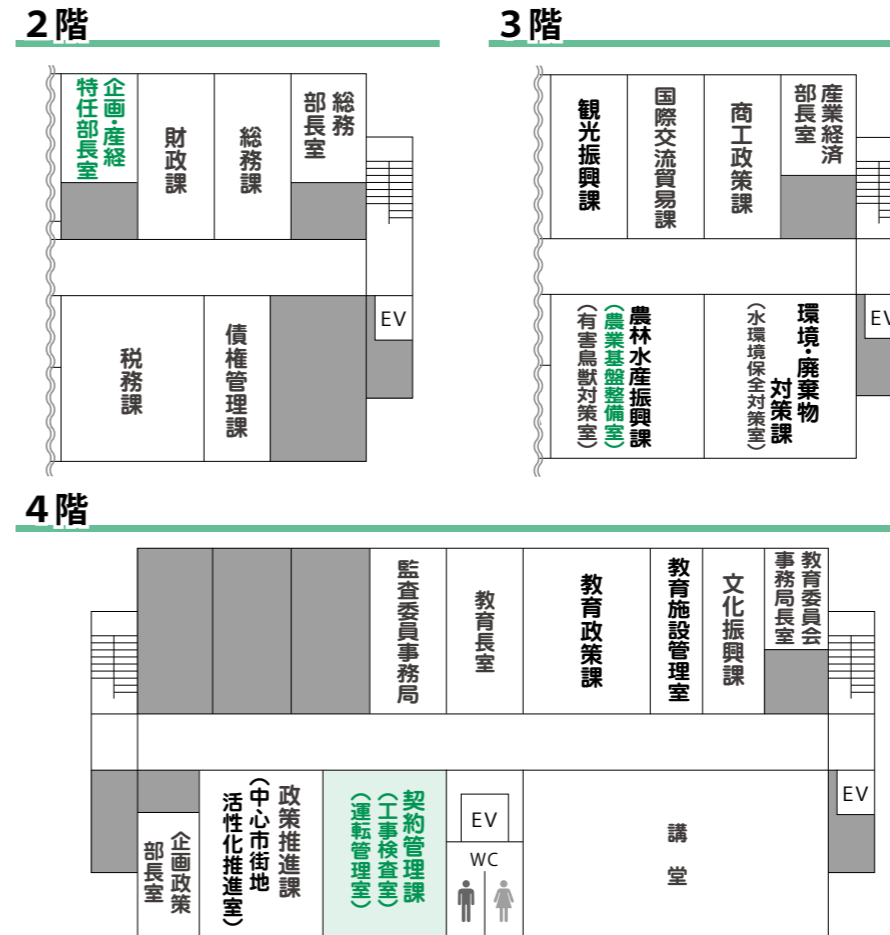 2階
企画・産経
特任部長室
財政課
総務課
総務
部長室
EV
税務課
債権管理課
3階
観光振興課
国際交流貿易課
商工政策課
産業経済
部長室
EV
農林水産振興課
（農業基盤整備室）
（有害鳥獣対策室）
環境・廃棄物
対策課
（水環境保全対策室）
4階
監査委員事務局
教育長室
教育政策課
教育施設管理室
文化振興課
教育委員会
事務局長室
企画政策
部長室
政策推進課
（中心市街地
活性化推進室）
契約管理課
（工事検査室）
（運転管理室）
EV
WC
講堂
EV